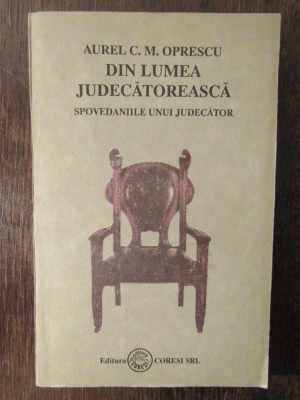 AUREL C. M. OPRESCU
DIN LUMEA
JUDECĂTOREASCĂ
SPOVEDANIILE UNUI JUDECĂTOR
Editura CORESI SRL